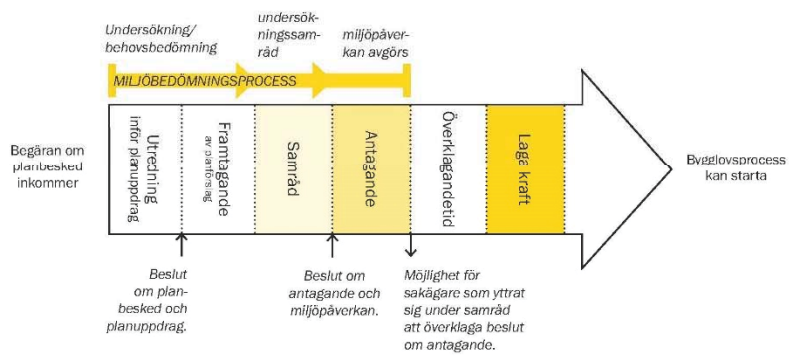 Undersökning/
behovsbedömning
undersök-
ningssam-
råd
miljöpåver-
kan avgörs
MILJÖBEDÖMNINGSPROCESS
Begäran om
planbesked
inkommer
Utredning
inför planuppdrag
Framtagande
av planförslag
Samråd
Antagande
Överklagandetid
Laga kraft
Bygglovsprocess
kan starta
Beslut
om plan-
besked och
planuppdrag.
Beslut om
antagande och
miljöpåverkan.
Möjlighet för
sakägare som yttrat
sig under samråd
att överklaga beslut
om antagande.